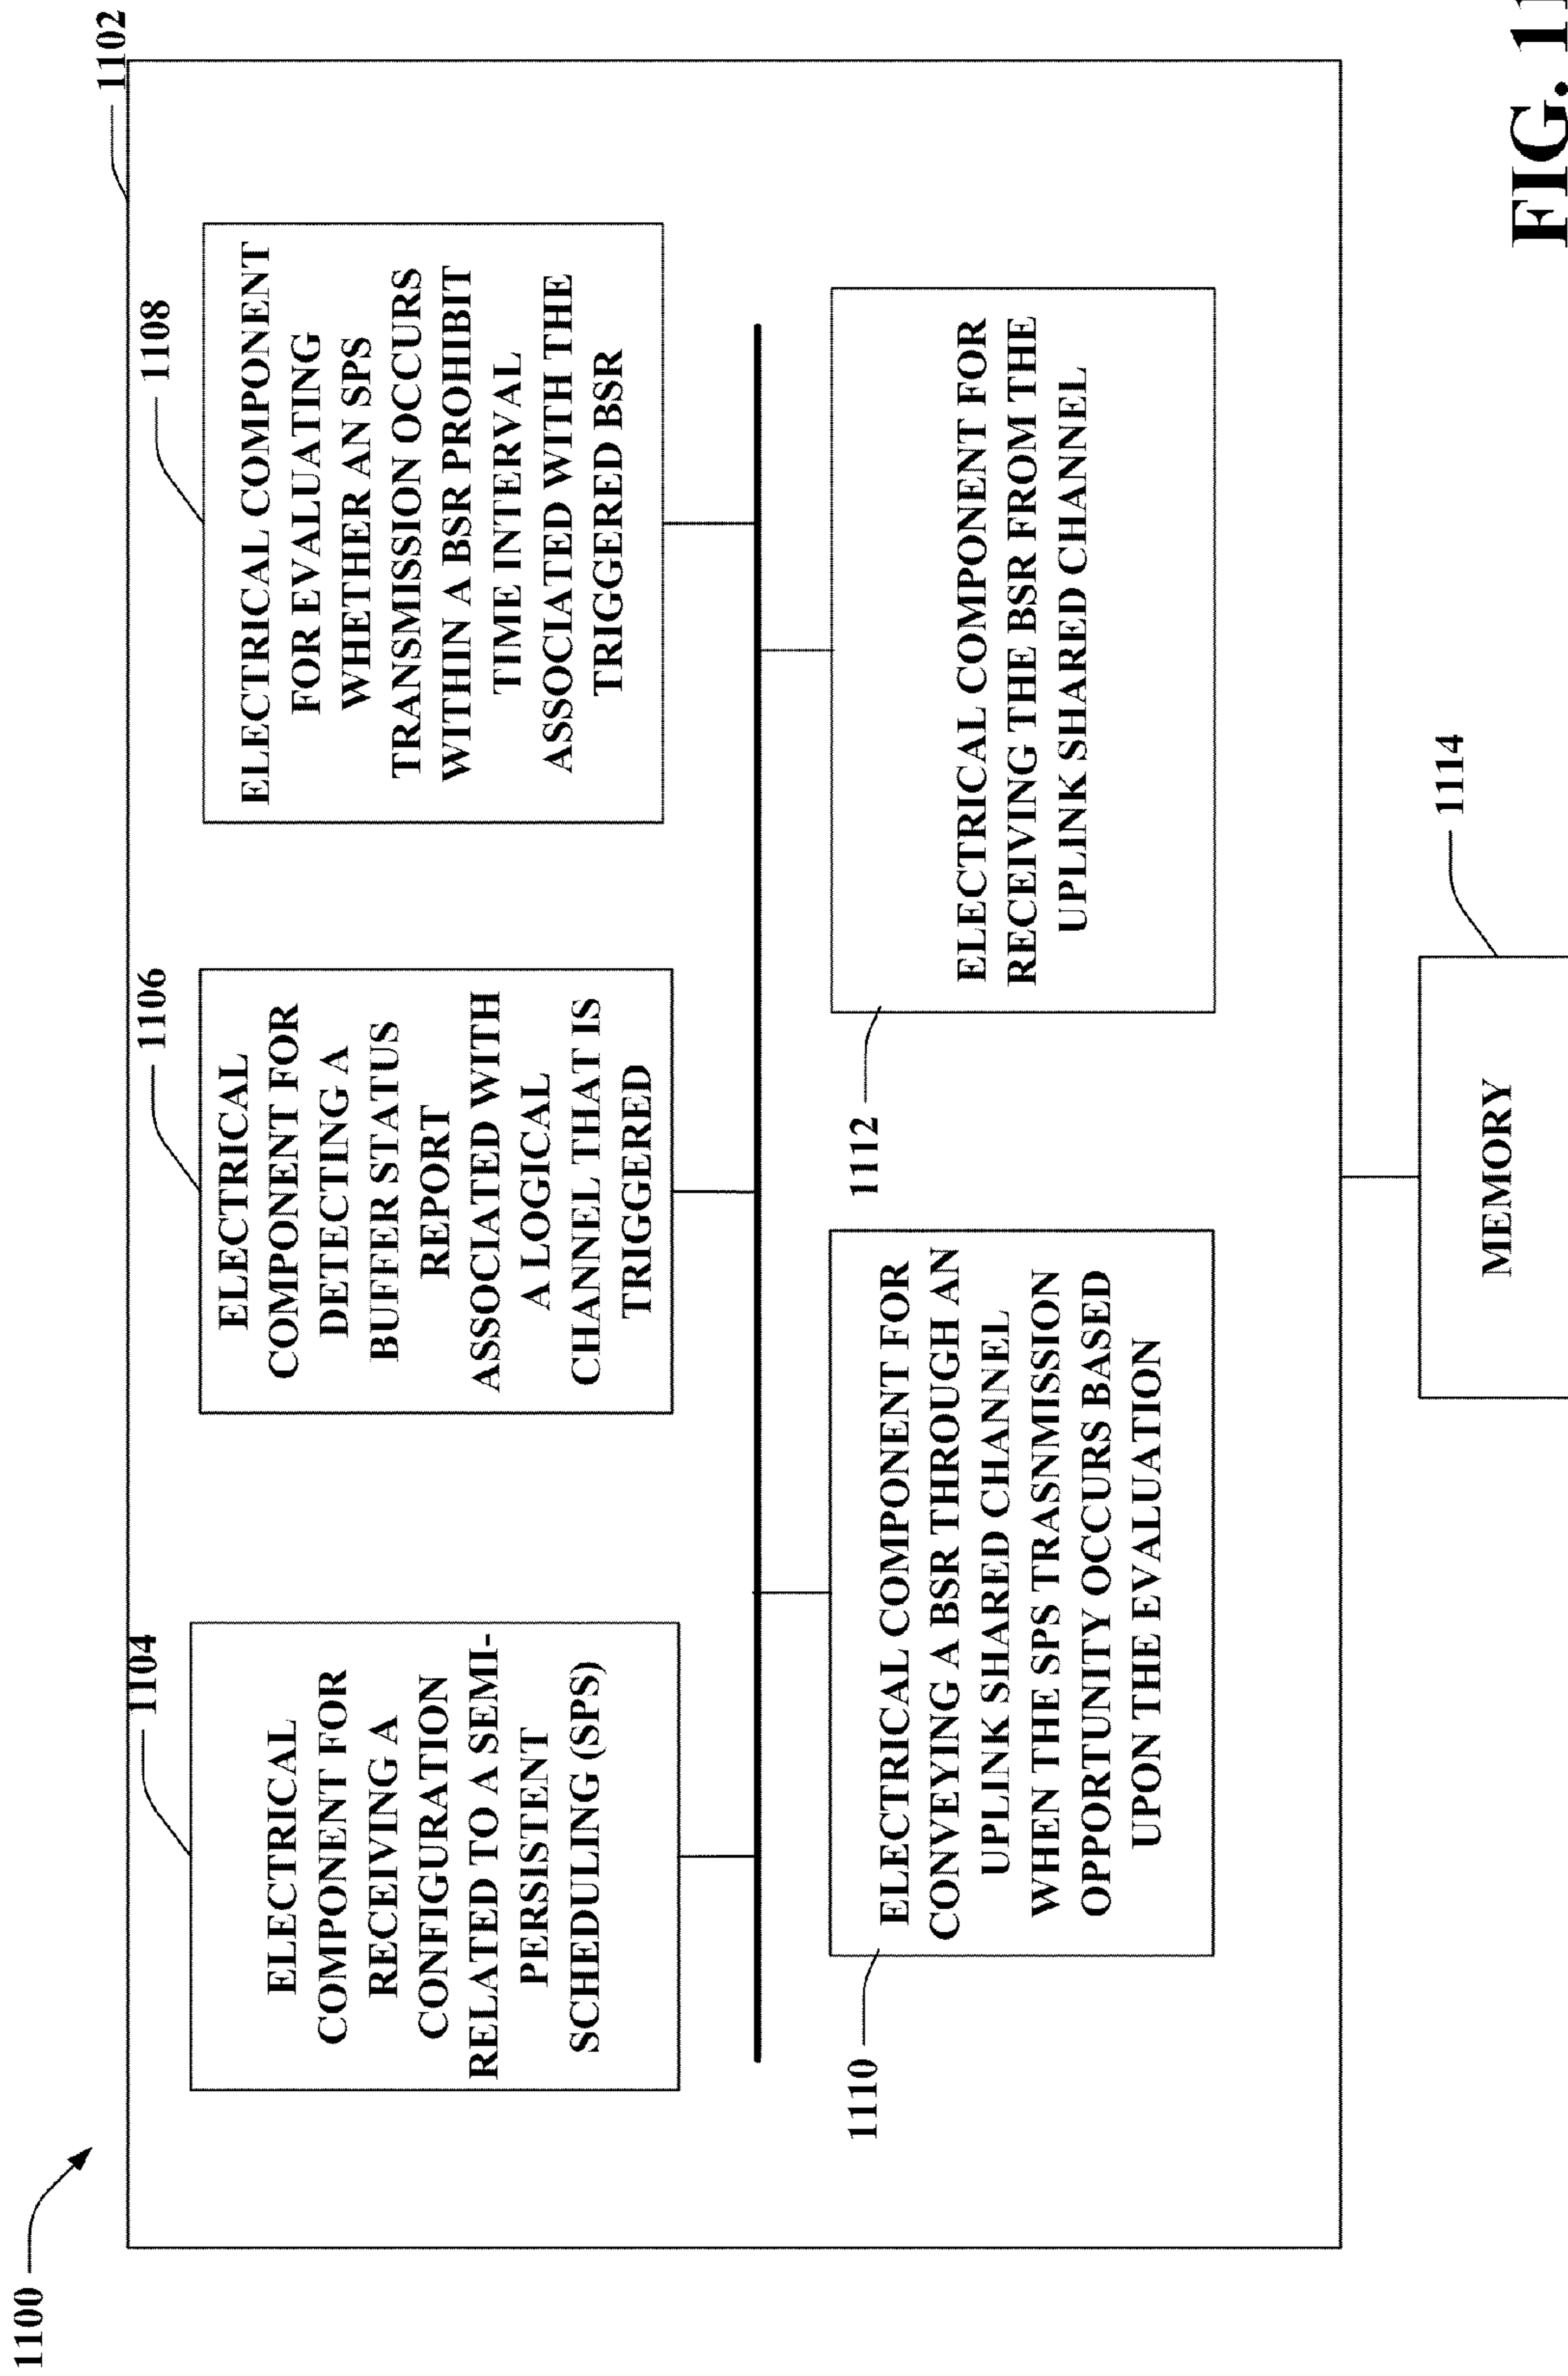 1100
1102
1104
ELECTRICAL
COMPONENT FOR
RECEIVING A
CONFIGURATION
RELATED TO A SEMI-
PERSISTENT
SCHEDULING (SPS)
1106
ELECTRICAL
COMPONENT FOR
DETECTING A
BUFFER STATUS
REPORT
ASSOCIATED WITH
A LOGICAL
CHANNEL THAT IS
TRIGGERED
1108
ELECTRICAL COMPONENT
FOR EVALUATING
WHETHER AN SPS
TRANSMISSION OCCURS
WITHIN A BSR PROHIBIT
TIME INTERVAL
ASSOCIATED WITH THE
TRIGGERED BSR
1110
ELECTRICAL COMPONENT FOR
CONVEYING A BSR THROUGH AN
UPLINK SHARED CHANNEL
WHEN THE SPS TRASNMISSION
OPPORTUNITY OCCURS BASED
UPON THE EVALUATION
1112
ELECTRICAL COMPONENT FOR
RECEIVING THE BSR FROM THE
UPLINK SHARED CHANNEL
1114
MEMORY
FIG. 11